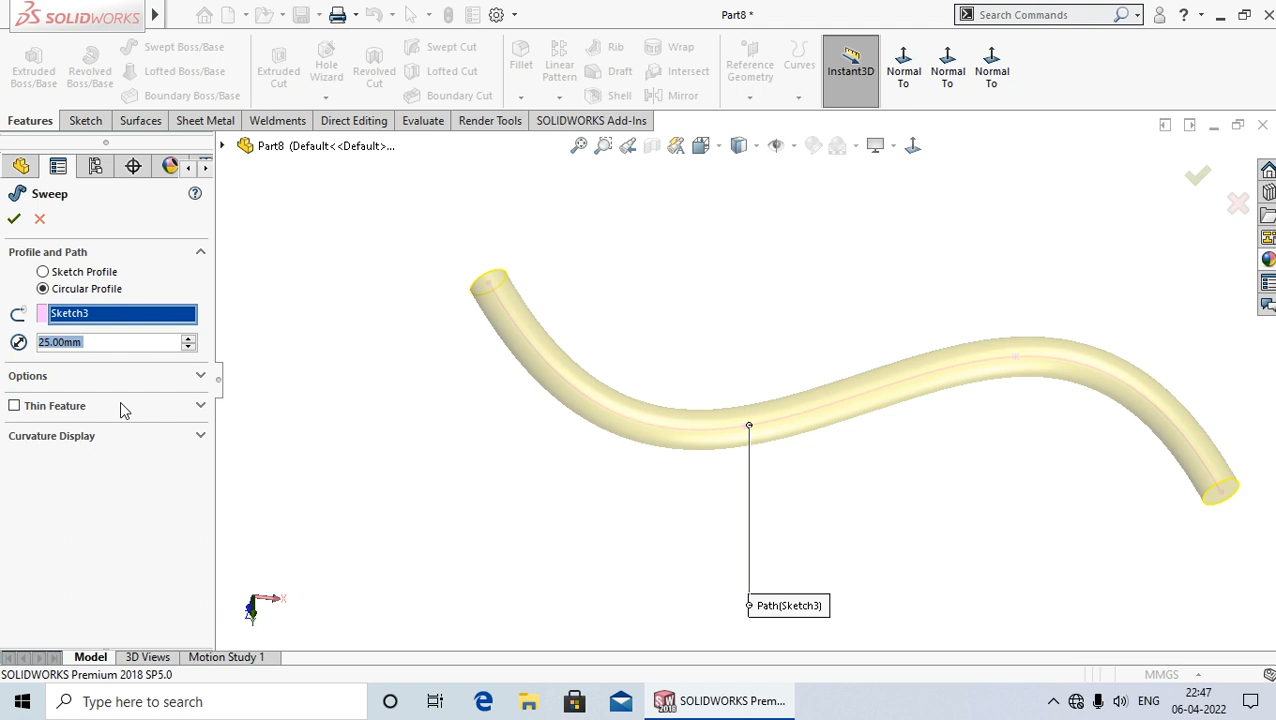 SOLIDWORKS
Part8 *
Search Commands
Extruded Boss/Base
Revolved Boss/Base
Swept Boss/Base
Lofted Boss/Base
Boundary Boss/Base
Extruded Cut
Hole Wizard
Revolved Cut
Swept Cut
Lofted Cut
Boundary Cut
Fillet
Linear Pattern
Rib
Draft
Shell
Wrap
Intersect
Mirror
Reference Geometry
Curves
Instant3D
Normal To
Normal To
Normal To
Features
Sketch
Surfaces
Sheet Metal
Weldments
Direct Editing
Evaluate
Render Tools
SOLIDWORKS Add-Ins
Part8 (Default<<Default>...
Sweep
Profile and Path
Sketch Profile
Circular Profile
Sketch3
25.00mm
Options
Thin Feature
Curvature Display
Path(Sketch3)
X
Model
3D Views
Motion Study 1
SOLIDWORKS Premium 2018 SP5.0
MMGS
Type here to search
SOLIDWORKS Prem...
ENG
22:47
06-04-2022